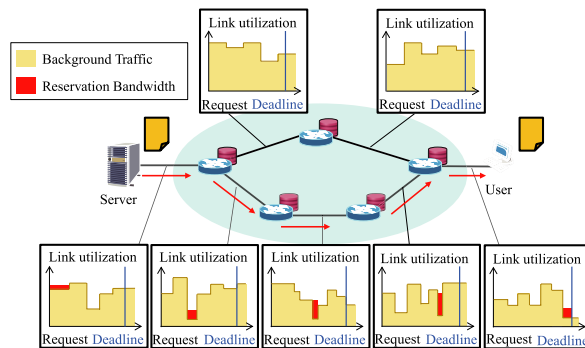 Background Traffic
Reservation Bandwidth
Link utilization
Request Deadline
Link utilization
Request Deadline
Server
User
Link utilization
Request Deadline
Link utilization
Request Deadline
Link utilization
Request Deadline
Link utilization
Request Deadline
Link utilization
Request Deadline